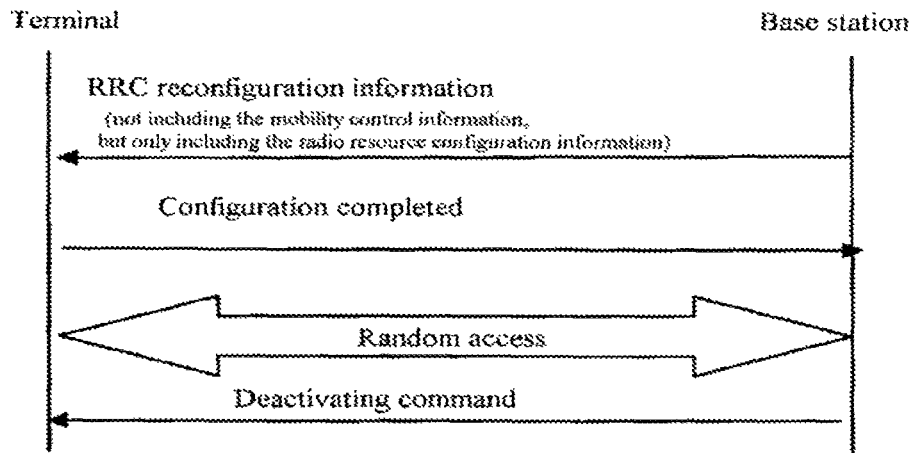 Terminal
Base station
RRC reconfiguration information
(not including the mobility control information,
but only including the radio resource configuration information)
Configuration completed
Random access
Deactivating command